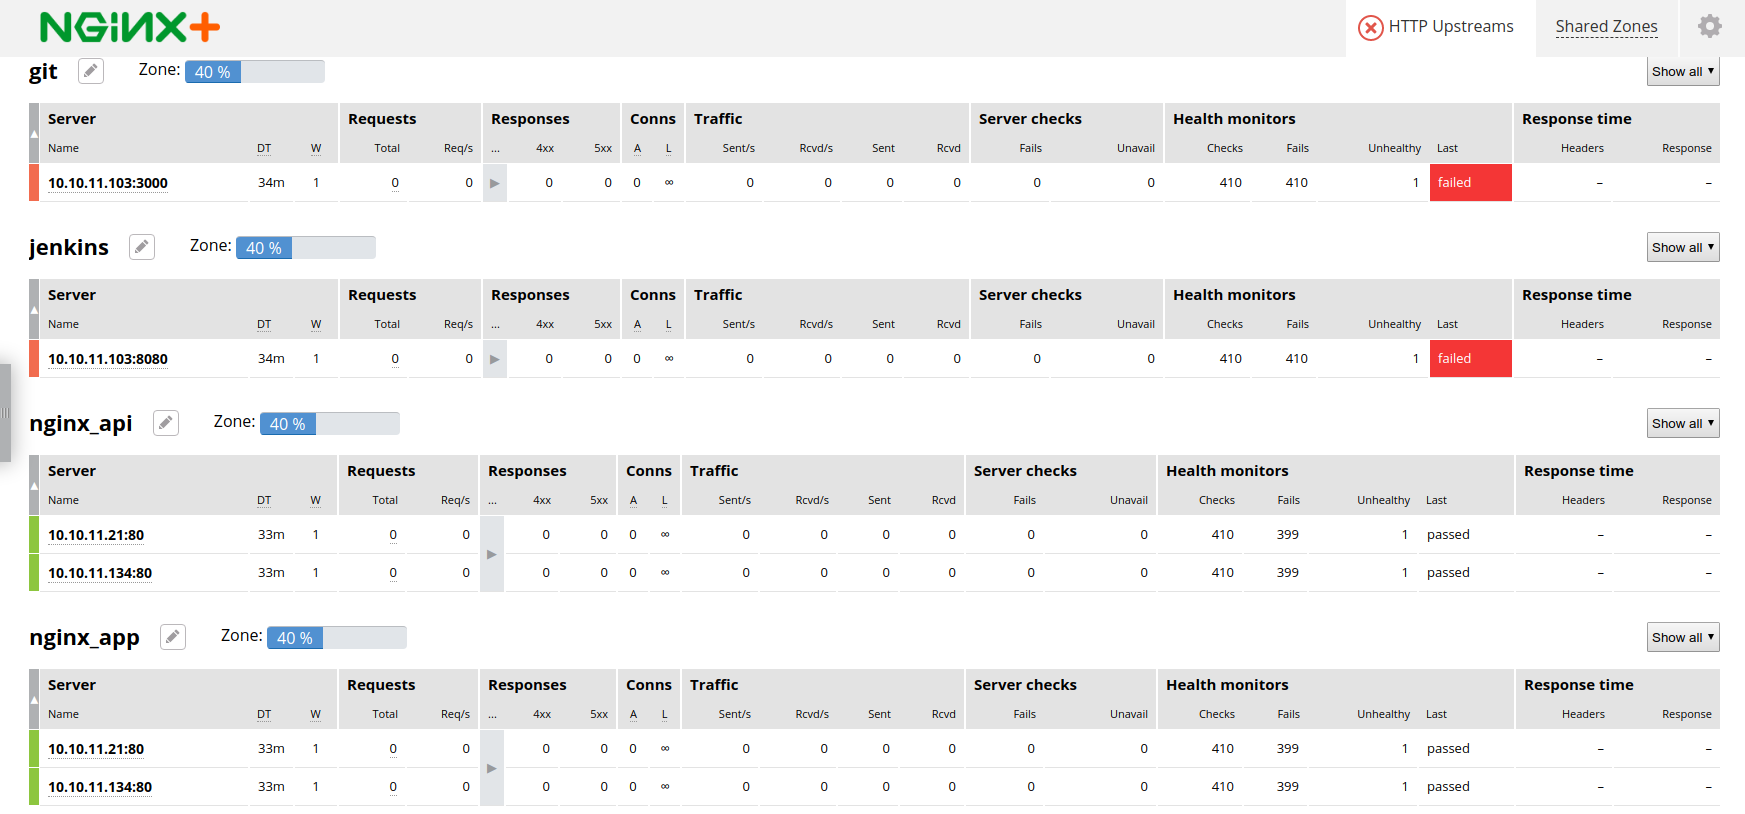 NGINX+ HTTP Upstreams Shared Zones
git Zone: 40 % Show all
Server Requests Responses Conns Traffic Server checks Health monitors Response time
Name DT W Total Req/s ... 4xx 5xx A L Sent/s Rcvd/s Sent Rcvd Fails Unavail Checks Fails Unhealthy Last Headers Response
10.10.11.103:3000 34m 1 0 0 0 0 0 ∞ 0 0 0 0 0 0 410 410 1 failed – –
jenkins Zone: 40 % Show all
Server Requests Responses Conns Traffic Server checks Health monitors Response time
Name DT W Total Req/s ... 4xx 5xx A L Sent/s Rcvd/s Sent Rcvd Fails Unavail Checks Fails Unhealthy Last Headers Response
10.10.11.103:8080 34m 1 0 0 0 0 0 ∞ 0 0 0 0 0 0 410 410 1 failed – –
nginx_api Zone: 40 % Show all
Server Requests Responses Conns Traffic Server checks Health monitors Response time
Name DT W Total Req/s ... 4xx 5xx A L Sent/s Rcvd/s Sent Rcvd Fails Unavail Checks Fails Unhealthy Last Headers Response
10.10.11.21:80 33m 1 0 0 0 0 0 ∞ 0 0 0 0 0 0 410 399 1 passed – –
10.10.11.134:80 33m 1 0 0 0 0 0 ∞ 0 0 0 0 0 0 410 399 1 passed – –
nginx_app Zone: 40 % Show all
Server Requests Responses Conns Traffic Server checks Health monitors Response time
Name DT W Total Req/s ... 4xx 5xx A L Sent/s Rcvd/s Sent Rcvd Fails Unavail Checks Fails Unhealthy Last Headers Response
10.10.11.21:80 33m 1 0 0 0 0 0 ∞ 0 0 0 0 0 0 410 399 1 passed – –
10.10.11.134:80 33m 1 0 0 0 0 0 ∞ 0 0 0 0 0 0 410 399 1 passed – –